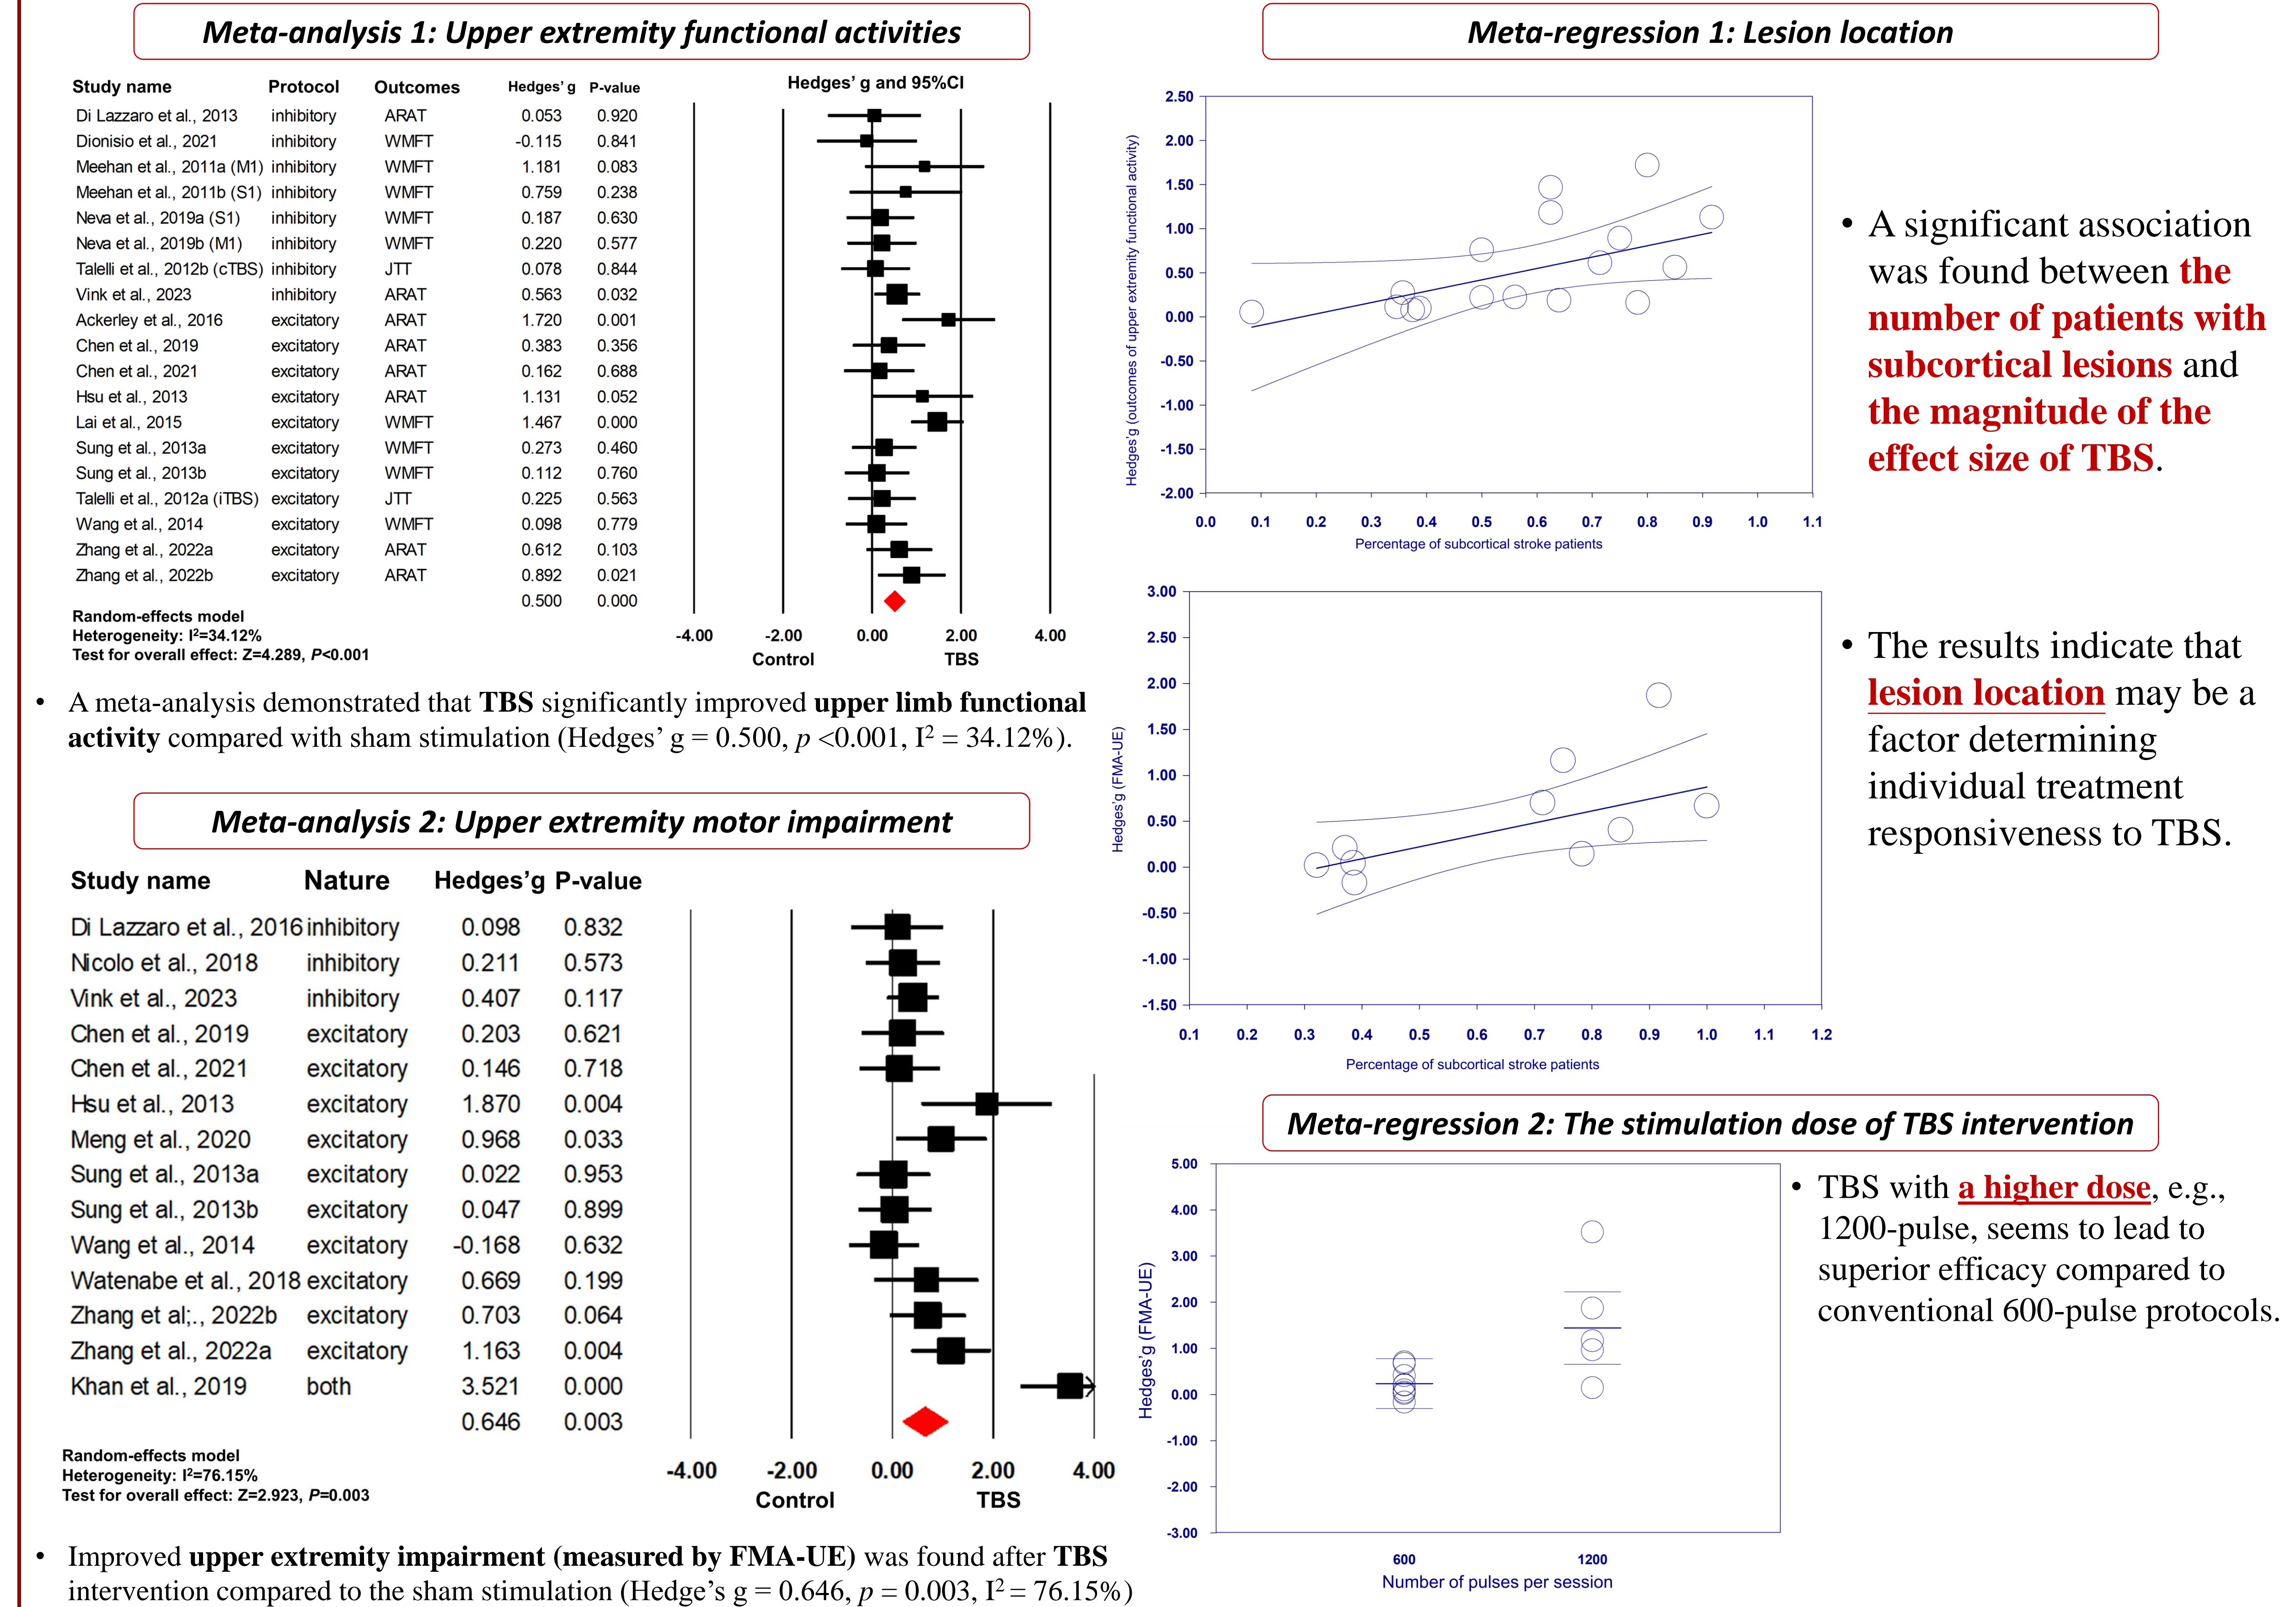 Meta-analysis 1: Upper extremity functional activities
Study name Protocol Outcomes Hedges' g P-value Hedges' g and 95%CI
Di Lazzaro et al., 2013 inhibitory ARAT 0.053 0.920
Dionisio et al., 2021 inhibitory WMFT -0.115 0.841
Meehan et al., 2011a (M1) inhibitory WMFT 1.181 0.083
Meehan et al., 2011b (S1) inhibitory WMFT 0.759 0.238
Neva et al., 2019a (S1) inhibitory WMFT 0.187 0.630
Neva et al., 2019b (M1) inhibitory WMFT 0.220 0.577
Talelli et al., 2012b (cTBS) inhibitory JTT 0.078 0.844
Vink et al., 2023 inhibitory ARAT 0.563 0.032
Ackerley et al., 2016 excitatory ARAT 1.720 0.001
Chen et al., 2019 excitatory ARAT 0.383 0.356
Chen et al., 2021 excitatory ARAT 0.162 0.688
Hsu et al., 2013 excitatory ARAT 1.131 0.052
Lai et al., 2015 excitatory WMFT 1.467 0.000
Sung et al., 2013a excitatory WMFT 0.273 0.460
Sung et al., 2013b excitatory WMFT 0.112 0.760
Talelli et al., 2012a (iTBS) excitatory JTT 0.225 0.563
Wang et al., 2014 excitatory WMFT 0.098 0.779
Zhang et al., 2022a excitatory ARAT 0.612 0.103
Zhang et al., 2022b excitatory ARAT 0.892 0.021
0.500 0.000
Random-effects model
Heterogeneity: I²=34.12%
Test for overall effect: Z=4.289, P<0.001
-4.00 -2.00 0.00 2.00 4.00
Control TBS
• A meta-analysis demonstrated that TBS significantly improved upper limb functional
activity compared with sham stimulation (Hedges' g = 0.500, p <0.001, I² = 34.12%).
Meta-analysis 2: Upper extremity motor impairment
Study name Nature Hedges'g P-value
Di Lazzaro et al., 2016 inhibitory 0.098 0.832
Nicolo et al., 2018 inhibitory 0.211 0.573
Vink et al., 2023 inhibitory 0.407 0.117
Chen et al., 2019 excitatory 0.203 0.621
Chen et al., 2021 excitatory 0.146 0.718
Hsu et al., 2013 excitatory 1.870 0.004
Meng et al., 2020 excitatory 0.968 0.033
Sung et al., 2013a excitatory 0.022 0.953
Sung et al., 2013b excitatory 0.047 0.899
Wang et al., 2014 excitatory -0.168 0.632
Watenabe et al., 2018 excitatory 0.669 0.199
Zhang et al;., 2022b excitatory 0.703 0.064
Zhang et al., 2022a excitatory 1.163 0.004
Khan et al., 2019 both 3.521 0.000
0.646 0.003
Random-effects model
Heterogeneity: I²=76.15%
Test for overall effect: Z=2.923, P=0.003
-4.00 -2.00 0.00 2.00 4.00
Control TBS
• Improved upper extremity impairment (measured by FMA-UE) was found after TBS
intervention compared to the sham stimulation (Hedge's g = 0.646, p = 0.003, I² = 76.15%)
Meta-regression 1: Lesion location
Hedges'g (outcomes of upper extremity functional activity)
2.50
2.00
1.50
1.00
0.50
0.00
-0.50
-1.00
-1.50
-2.00
0.0 0.1 0.2 0.3 0.4 0.5 0.6 0.7 0.8 0.9 1.0 1.1
Percentage of subcortical stroke patients
• A significant association
was found between the
number of patients with
subcortical lesions and
the magnitude of the
effect size of TBS.
Hedges'g (FMA-UE)
3.00
2.50
2.00
1.50
1.00
0.50
0.00
-0.50
-1.00
-1.50
0.1 0.2 0.3 0.4 0.5 0.6 0.7 0.8 0.9 1.0 1.1 1.2
Percentage of subcortical stroke patients
• The results indicate that
lesion location may be a
factor determining
individual treatment
responsiveness to TBS.
Meta-regression 2: The stimulation dose of TBS intervention
Hedges'g (FMA-UE)
5.00
4.00
3.00
2.00
1.00
0.00
-1.00
-2.00
-3.00
600 1200
Number of pulses per session
• TBS with a higher dose, e.g.,
1200-pulse, seems to lead to
superior efficacy compared to
conventional 600-pulse protocols.